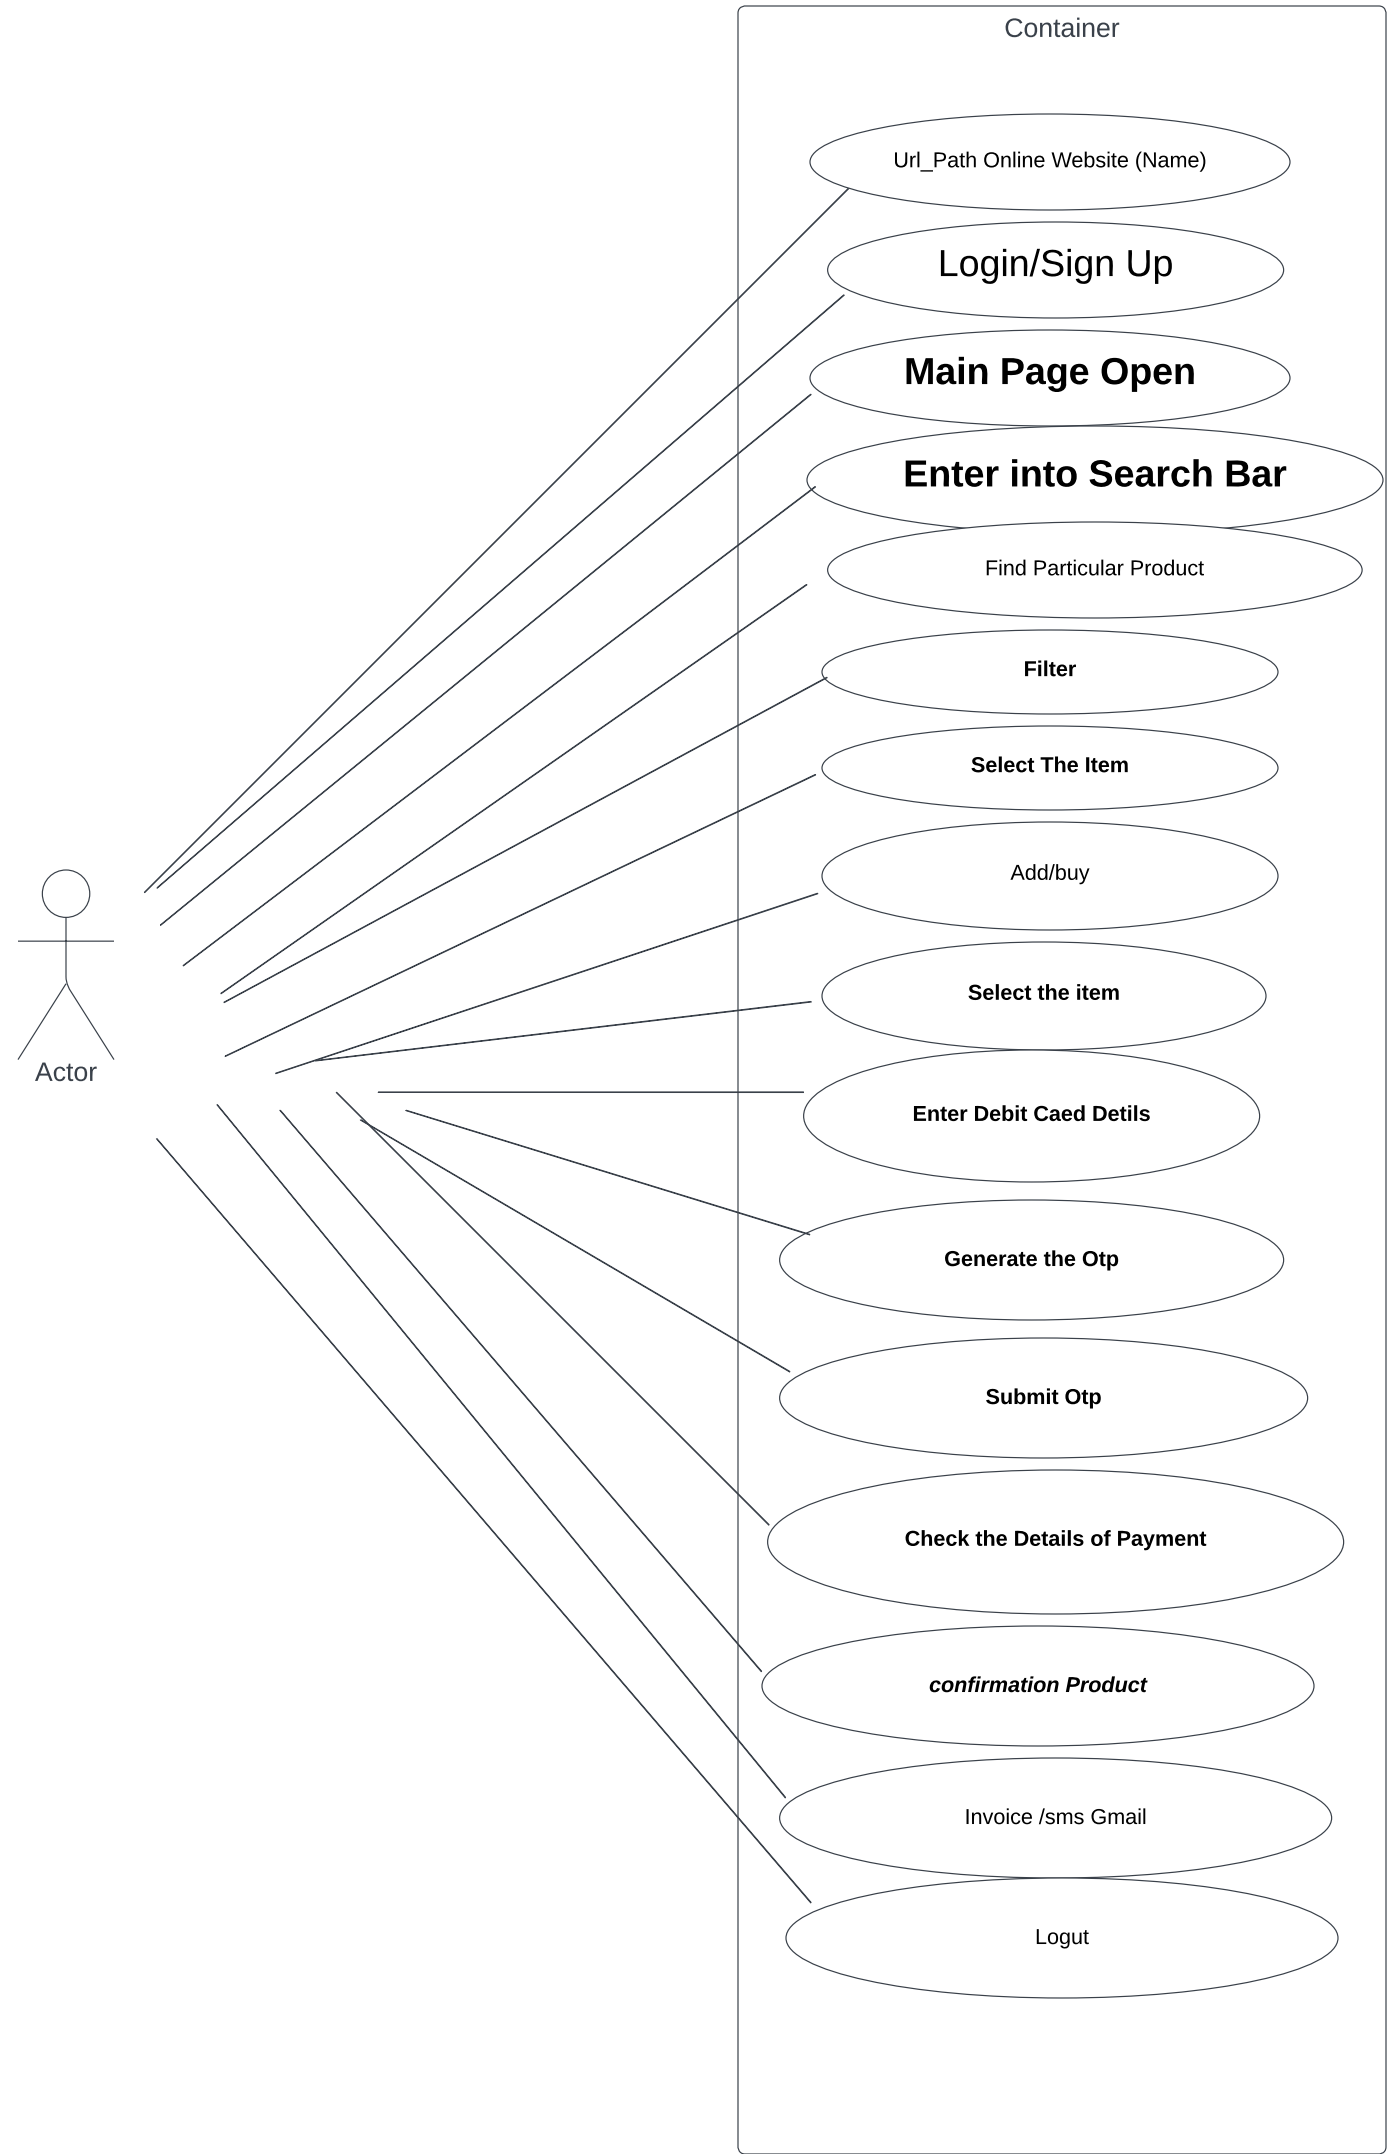 Container
Url_Path Online Website (Name)
Login/Sign Up
Main Page Open
Enter into Search Bar
Find Particular Product
Filter
Select The Item
Add/buy
Select the item
Actor
Enter Debit Caed Detils
Generate the Otp
Submit Otp
Check the Details of Payment
confirmation Product
Invoice /sms Gmail
Logut